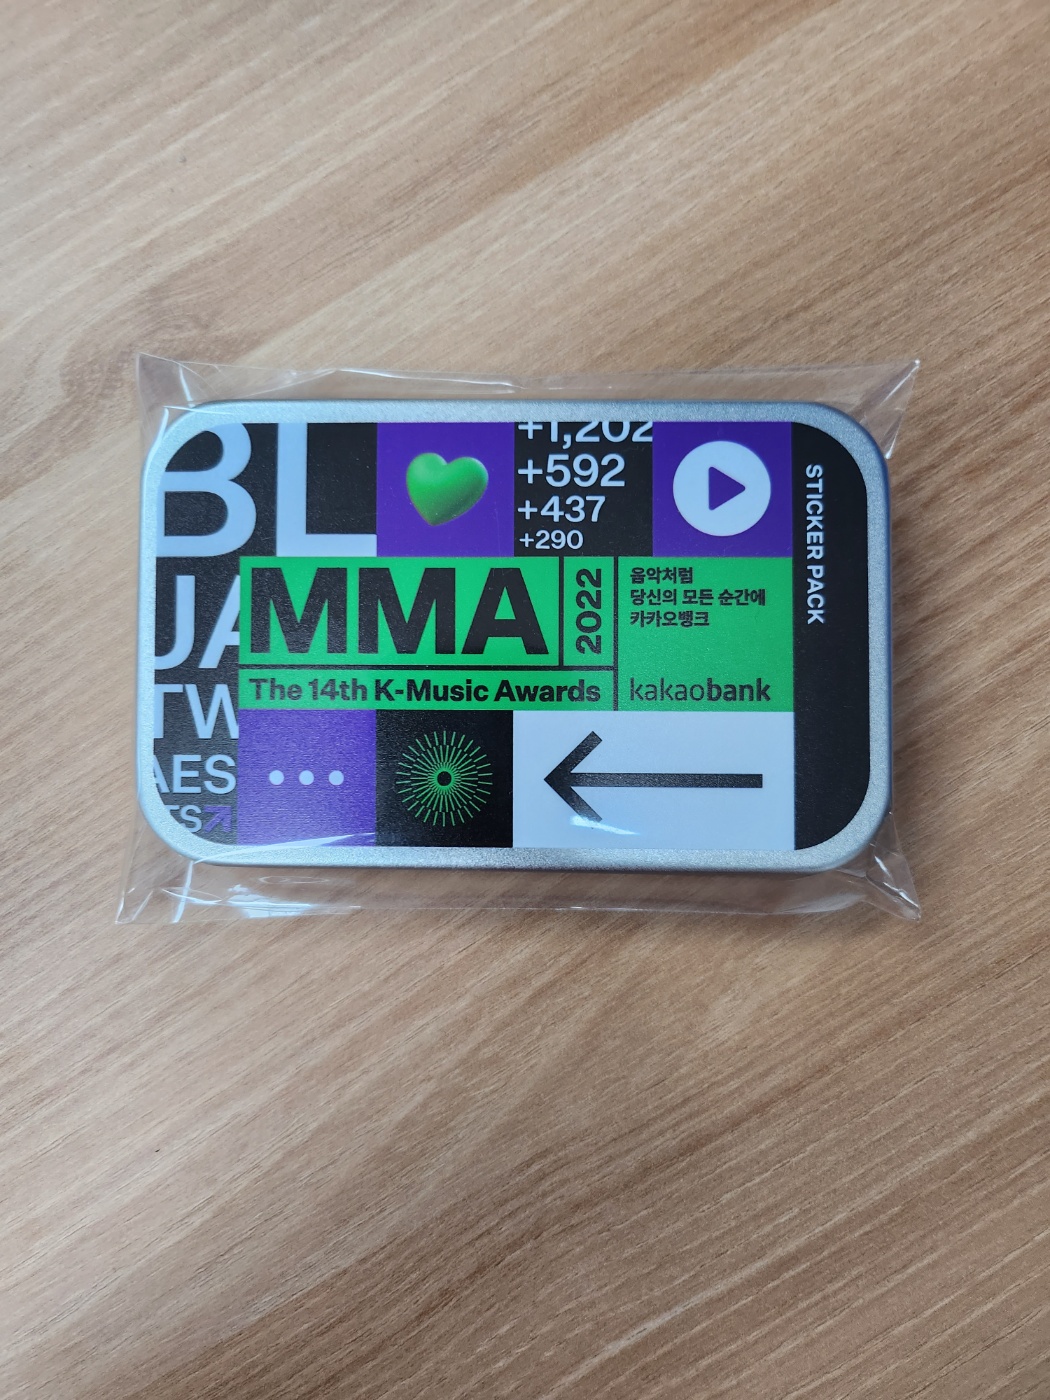 BL
+1,202
+592
+437
+290
JA
TW
AES
TS
MMA
2022
The 14th K-Music Awards
음악처럼
당신의 모든 순간에
카카오뱅크
kakaobank
STICKER PACK